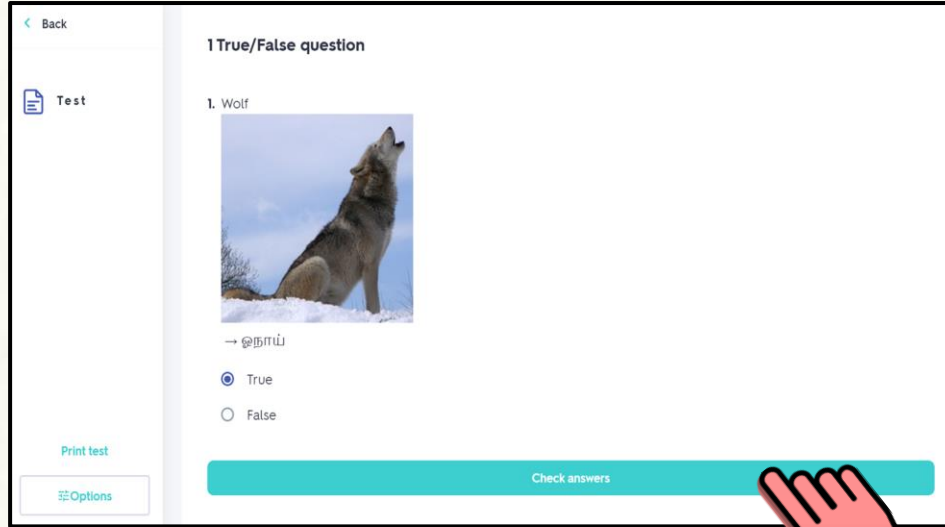 Back
1 True/False question
Test
1. Wolf
→ ஓநாய்
True
False
Print test
Check answers
Options